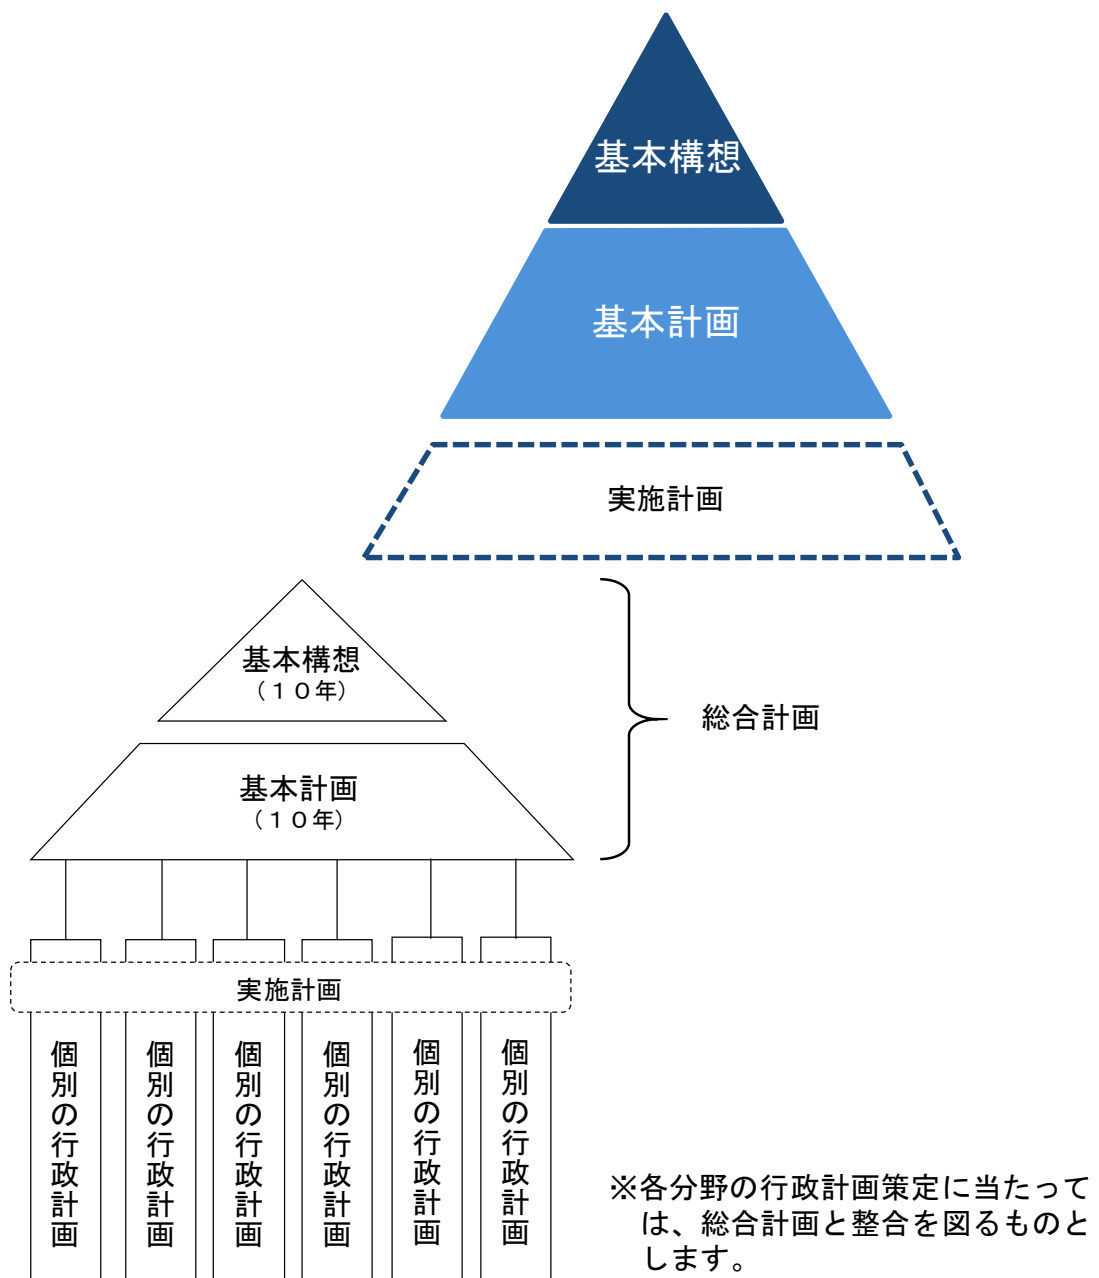 基本構想
基本計画
実施計画
基本構想
（１０年）
総合計画
基本計画
（１０年）
実施計画
個別の行政計画
個別の行政計画
個別の行政計画
個別の行政計画
個別の行政計画
個別の行政計画
※各分野の行政計画策定に当たって
は、総合計画と整合を図るものと
します。